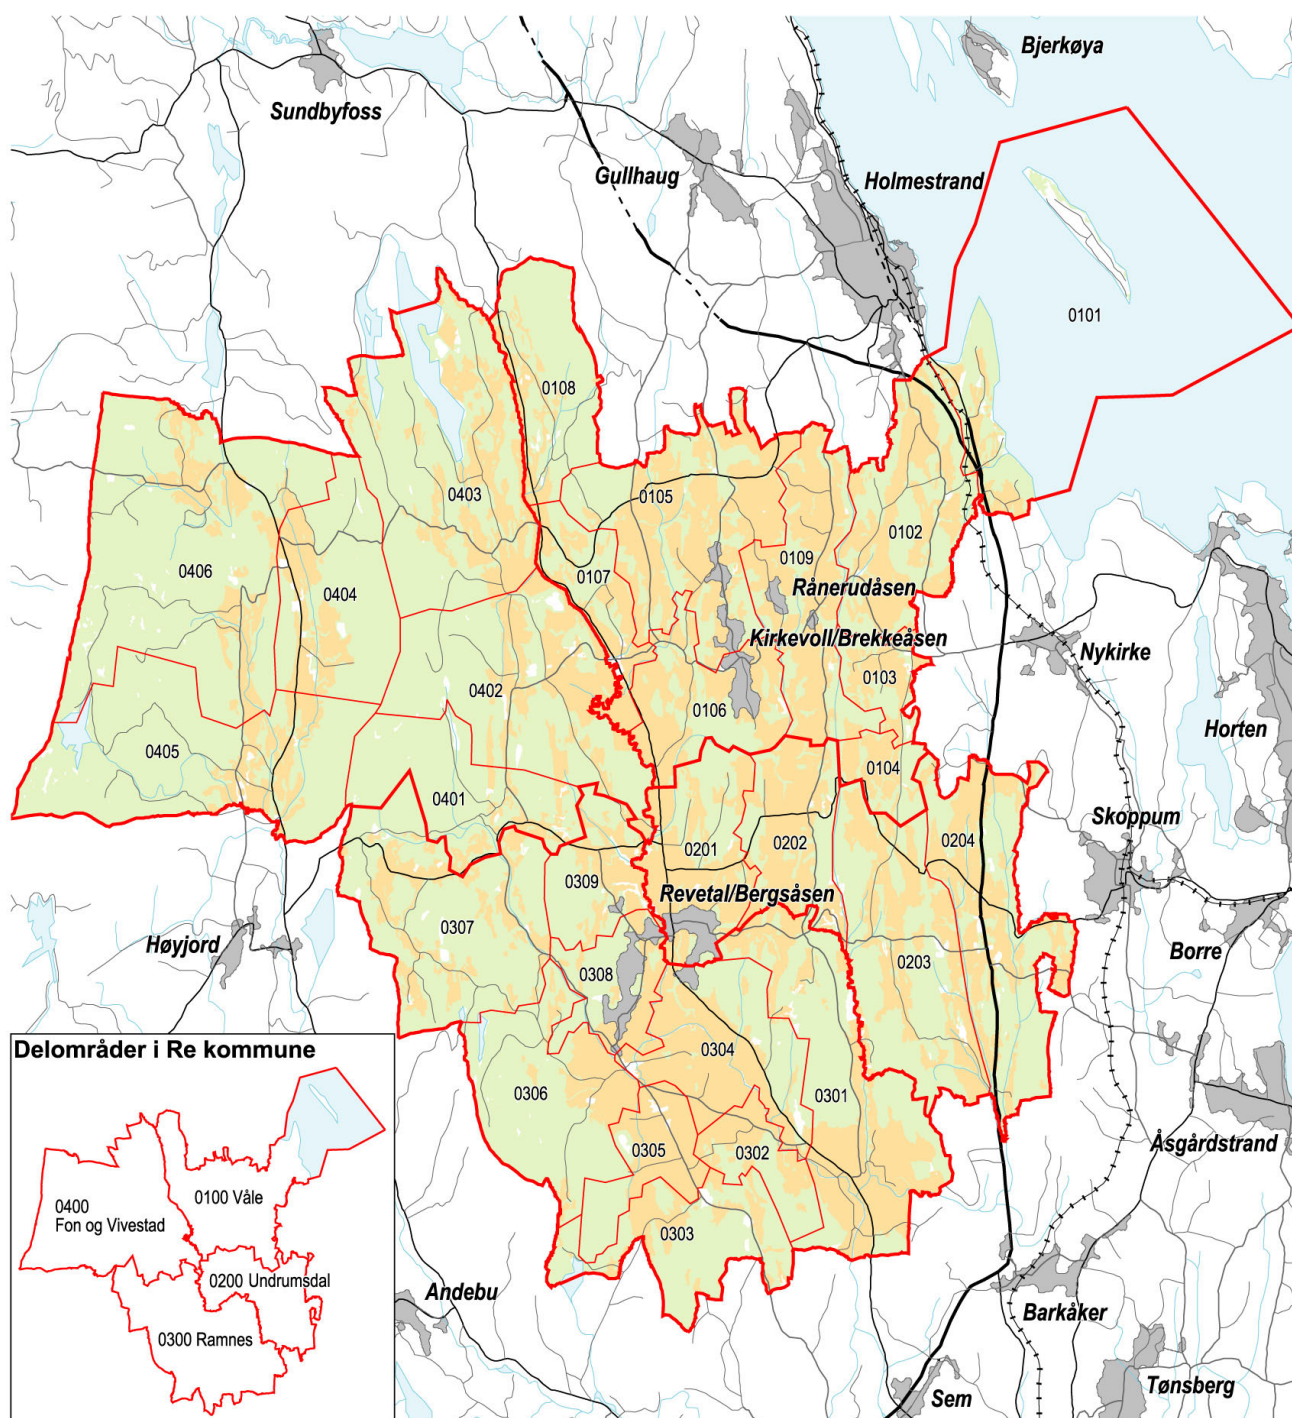 Bjerkøya
Sundbyfoss
Gullhaug
Holmestrand
0101
0108
0403
0105
0102
0109
0406
0107
0404
Rånerudåsen
Kirkevoll/Brekkeåsen
Nykirke
0402
0103
0106
Horten
0405
0104
0401
Skoppum
0201
0202
0204
0309
Revetal/Bergsåsen
0307
Høyjord
Borre
0308
0203
Delområder i Re kommune
0304
0306
0301
0305
0302
Åsgårdstrand
0400
Fon og Vivestad
0100 Våle
0303
0200 Undrumsdal
Andebu
Barkåker
0300 Ramnes
Sem
Tønsberg